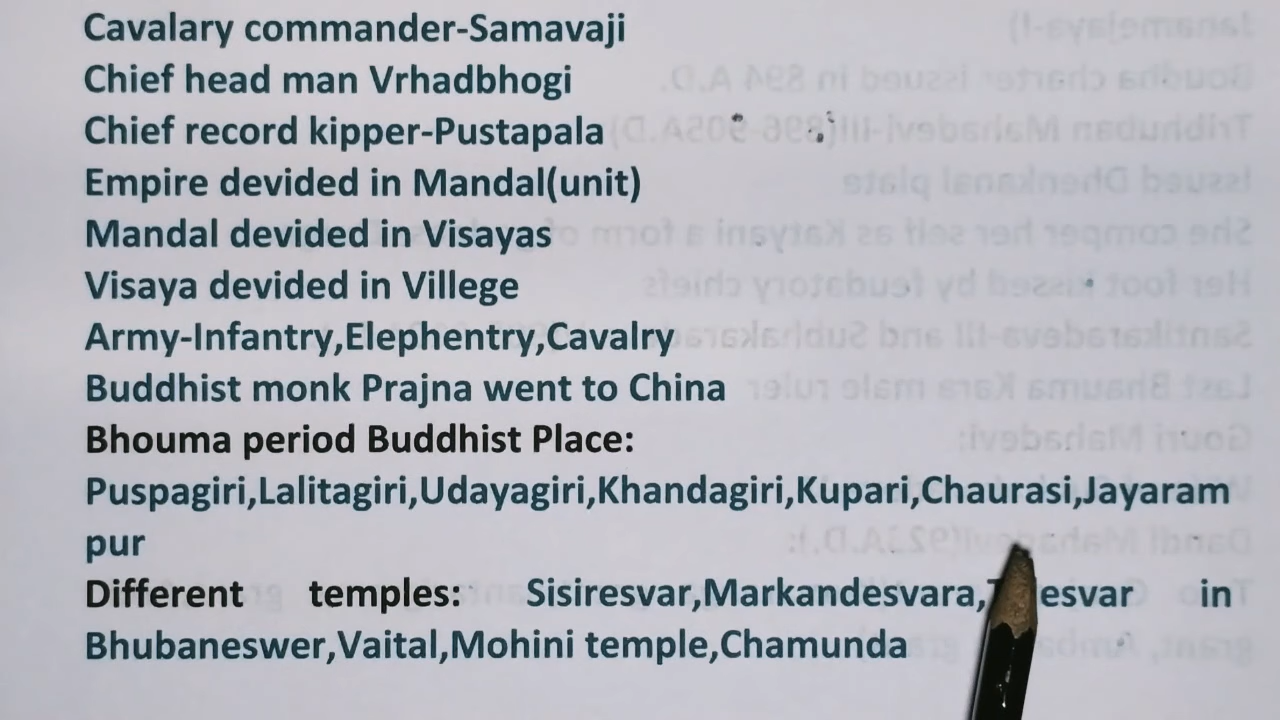 Cavalary commander-Samavaji
Chief head man Vrhadbhogi
Chief record kipper-Pustapala
Empire devided in Mandal(unit)
Mandal devided in Visayas
Visaya devided in Villege
Army-Infantry,Elephentry,Cavalry
Buddhist monk Prajna went to China
Bhouma period Buddhist Place:
Puspagiri,Lalitagiri,Udayagiri,Khandagiri,Kupari,Chaurasi,Jayaram
pur
Different temples: Sisiresvar,Markandesvara, in
Bhubaneswer,Vaital,Mohini temple,Chamunda